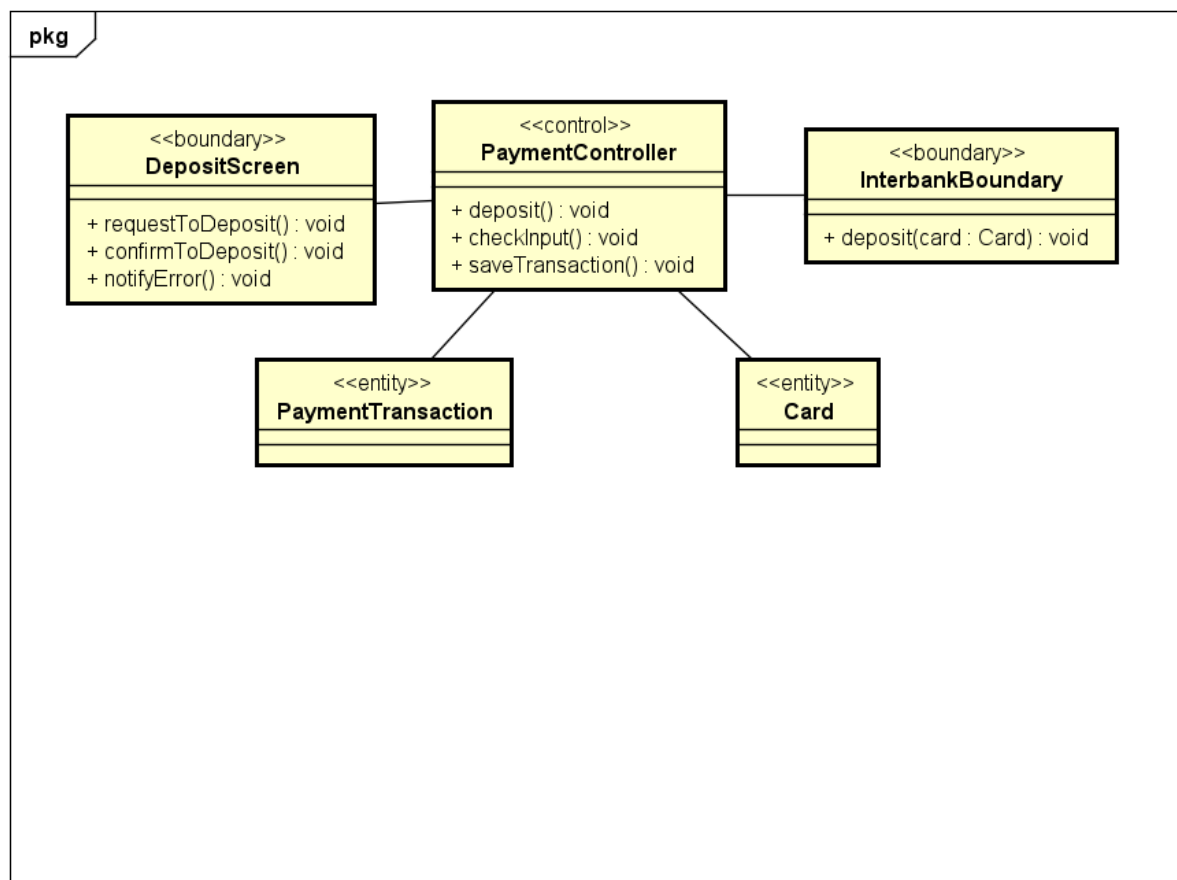 pkg
<<boundary>>
DepositScreen
+ requestToDeposit() : void
+ confirmToDeposit() : void
+ notifyError() : void
<<control>>
PaymentController
+ deposit() : void
+ checkInput() : void
+ saveTransaction() : void
<<boundary>>
InterbankBoundary
+ deposit(card : Card) : void
<<entity>>
PaymentTransaction
<<entity>>
Card